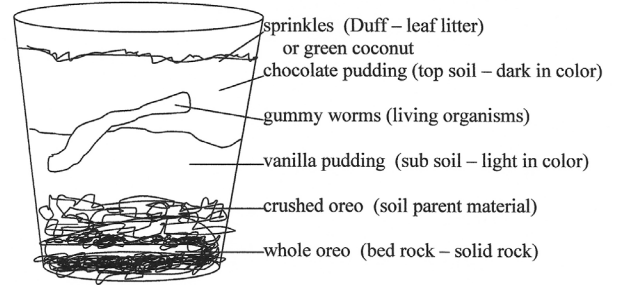 sprinkles (Duff – leaf litter)
or green coconut
chocolate pudding (top soil – dark in color)
gummy worms (living organisms)
vanilla pudding (sub soil – light in color)
crushed oreo (soil parent material)
whole oreo (bed rock – solid rock)